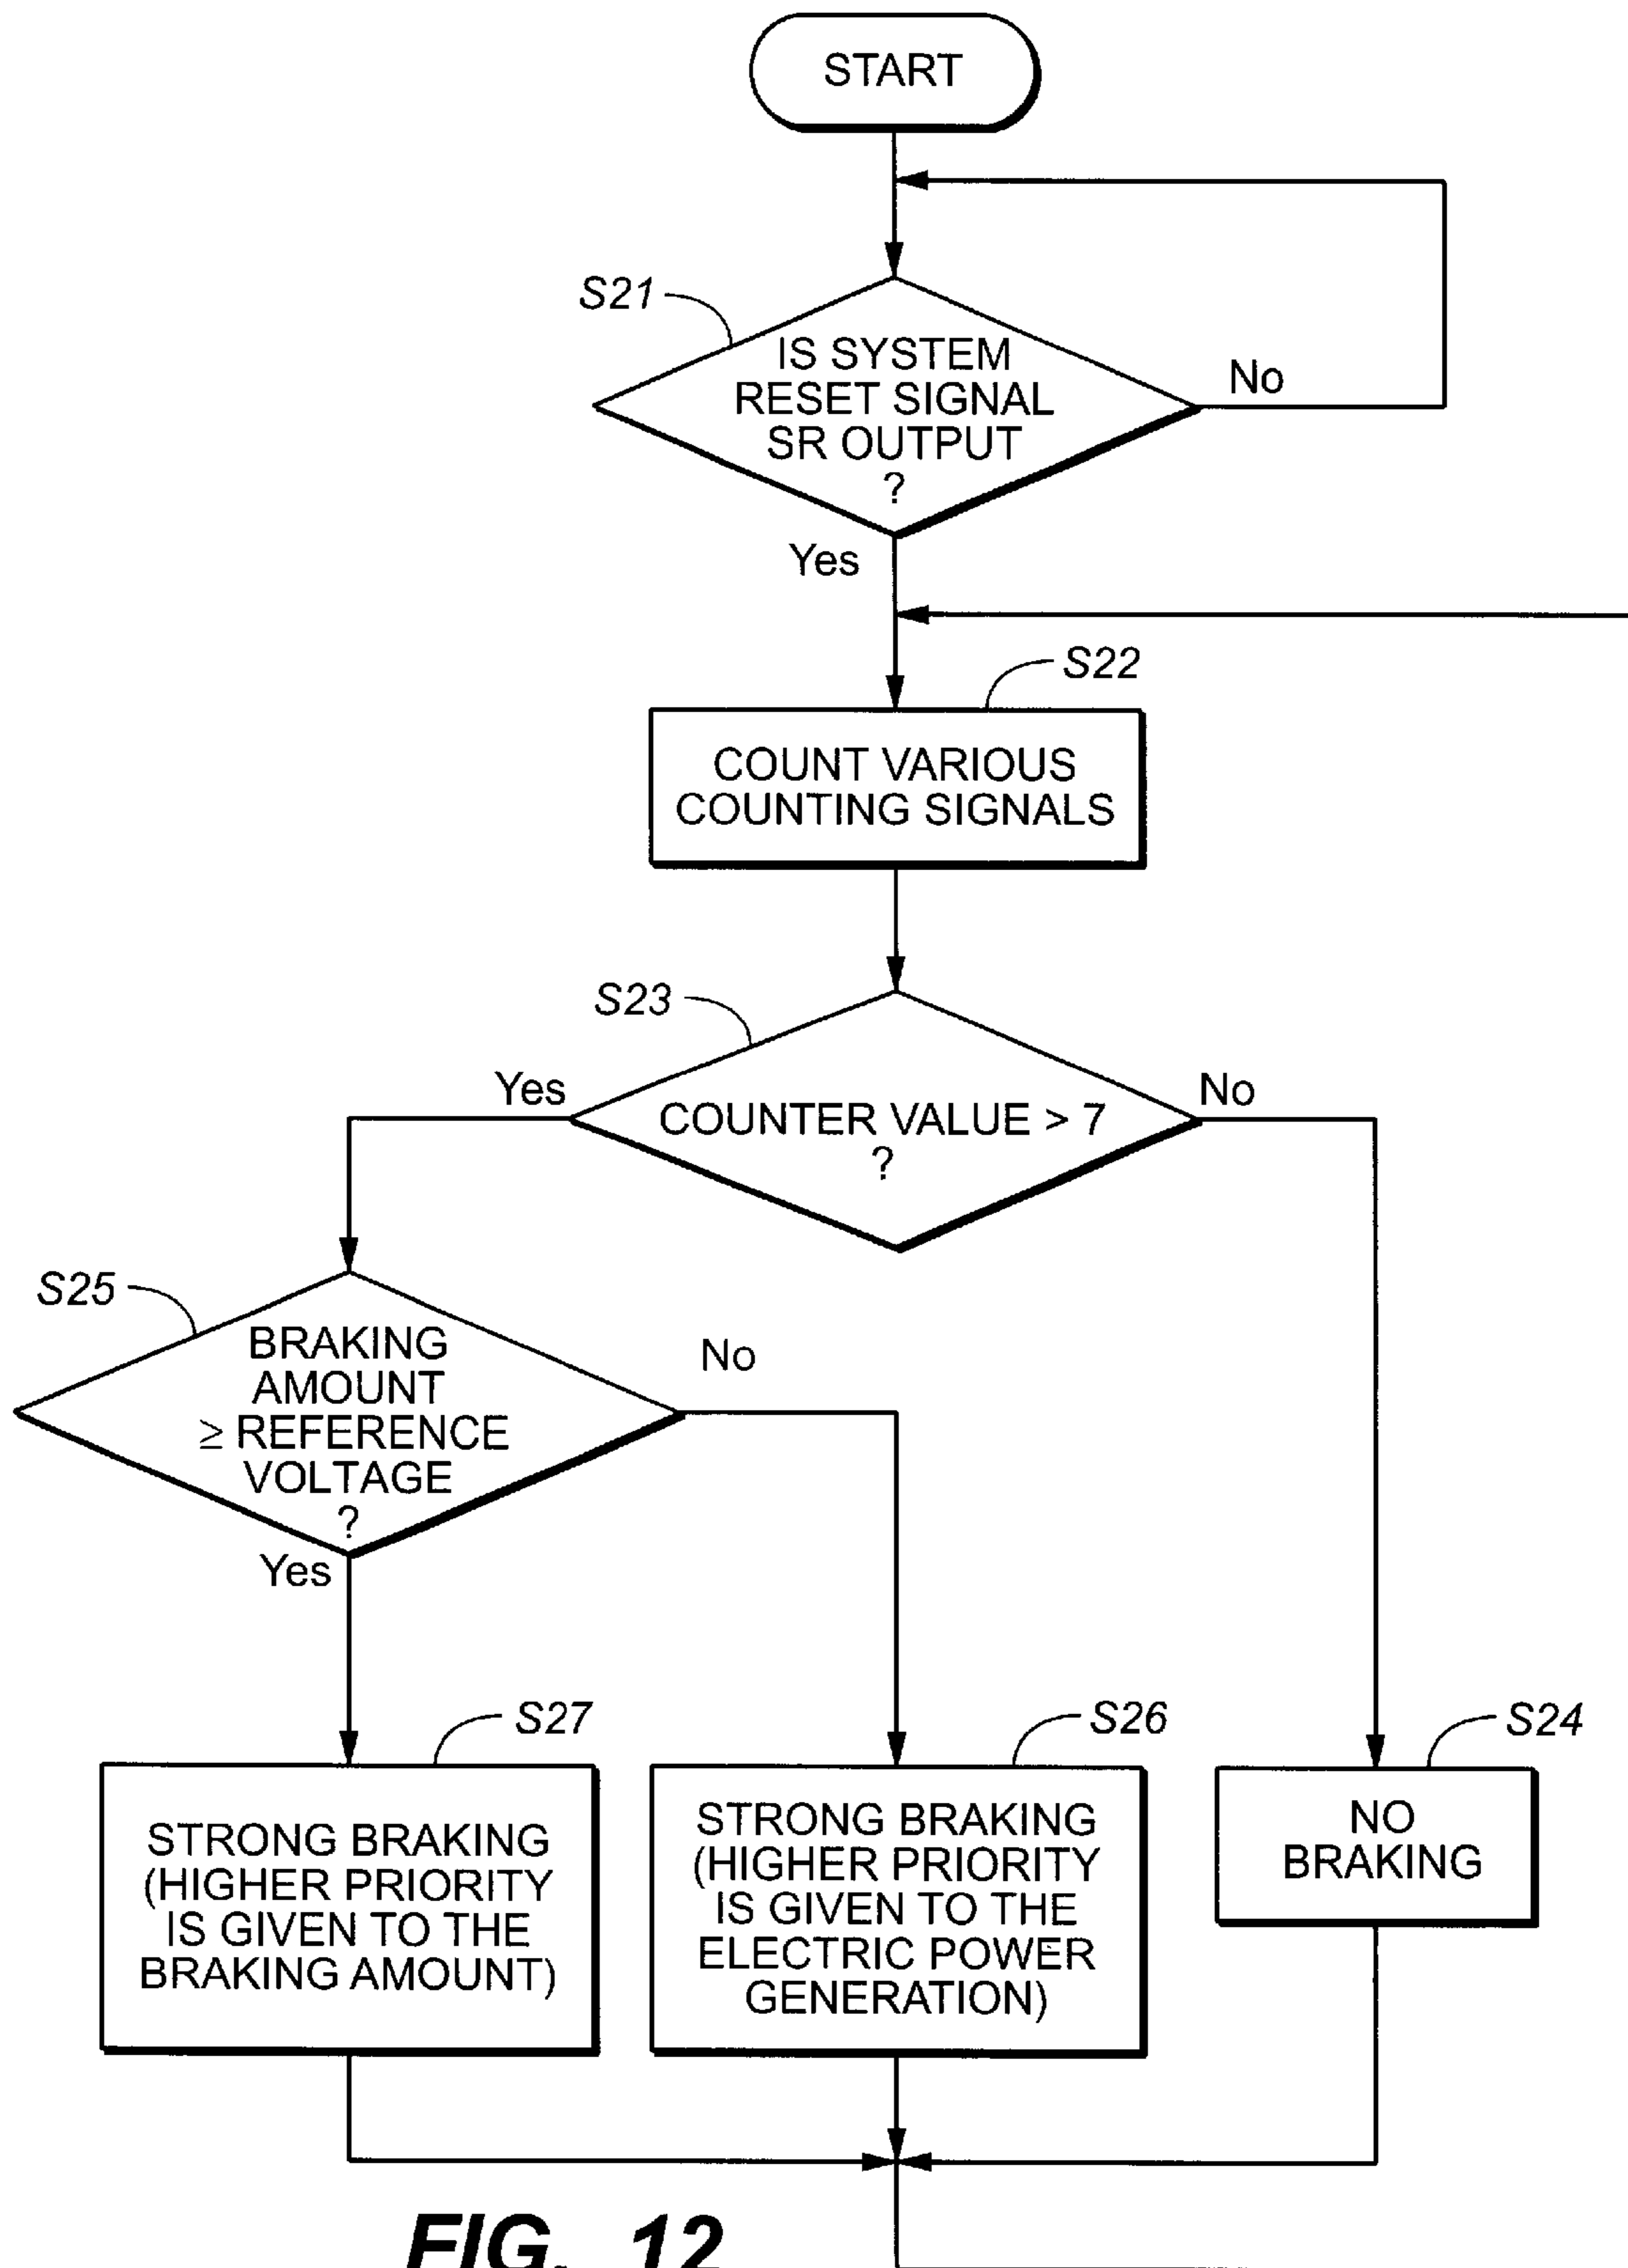 START
S21
IS SYSTEM
RESET SIGNAL
SR OUTPUT
?
No
Yes
S22
COUNT VARIOUS
COUNTING SIGNALS
S23
Yes
COUNTER VALUE > 7
?
No
S25
BRAKING
AMOUNT
≥ REFERENCE
VOLTAGE
?
No
Yes
S27
STRONG BRAKING
(HIGHER PRIORITY
IS GIVEN TO THE
BRAKING AMOUNT)
S26
STRONG BRAKING
(HIGHER PRIORITY
IS GIVEN TO THE
ELECTRIC POWER
GENERATION)
S24
NO
BRAKING
FIG. 12